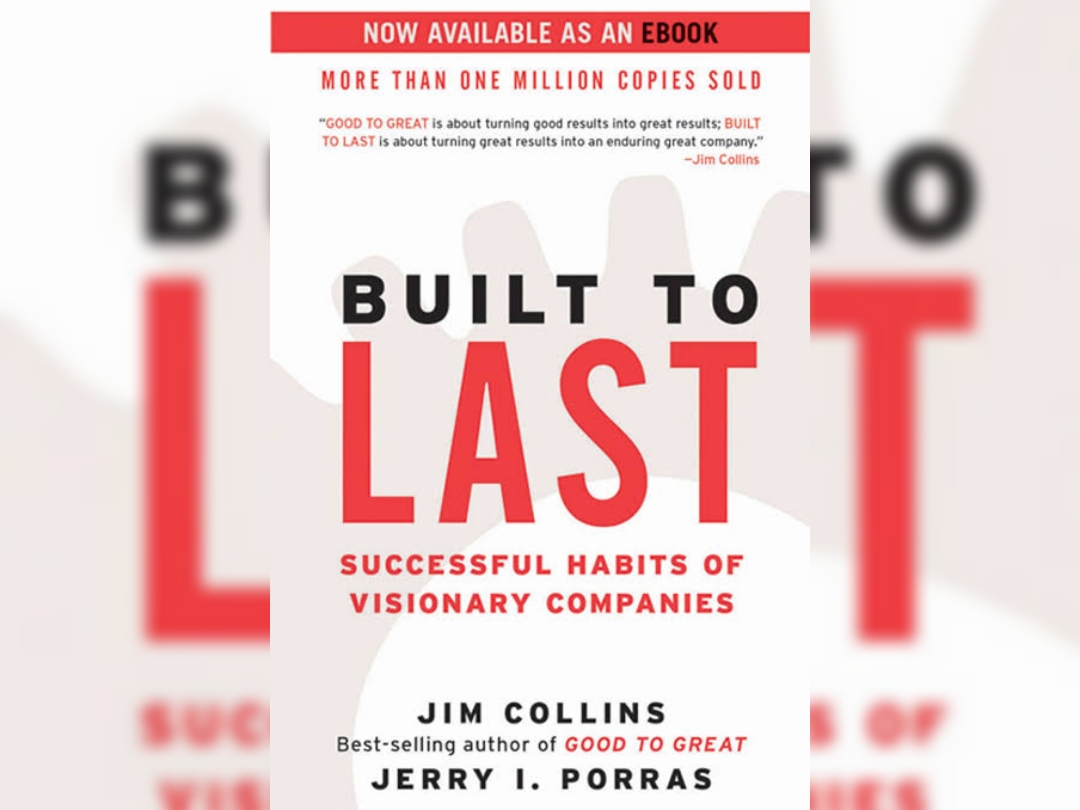 NOW AVAILABLE AS AN EBOOK
MORE THAN ONE MILLION COPIES SOLD
“GOOD TO GREAT is about turning good results into great results; BUILT
TO LAST is about turning great results into an enduring great company.”
—Jim Collins
BUILT TO
LAST
SUCCESSFUL HABITS OF
VISIONARY COMPANIES
JIM COLLINS
Best-selling author of GOOD TO GREAT
JERRY I. PORRAS